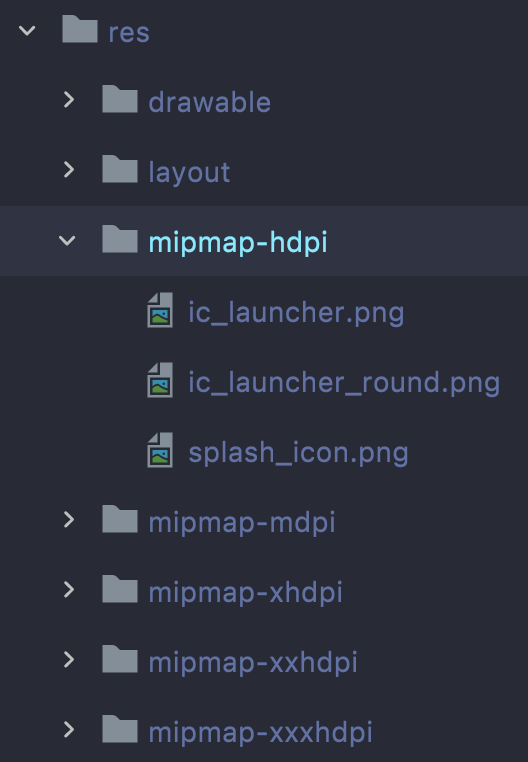 res
drawable
layout
mipmap-hdpi
ic_launcher.png
ic_launcher_round.png
splash_icon.png
mipmap-mdpi
mipmap-xhdpi
mipmap-xxhdpi
mipmap-xxxhdpi